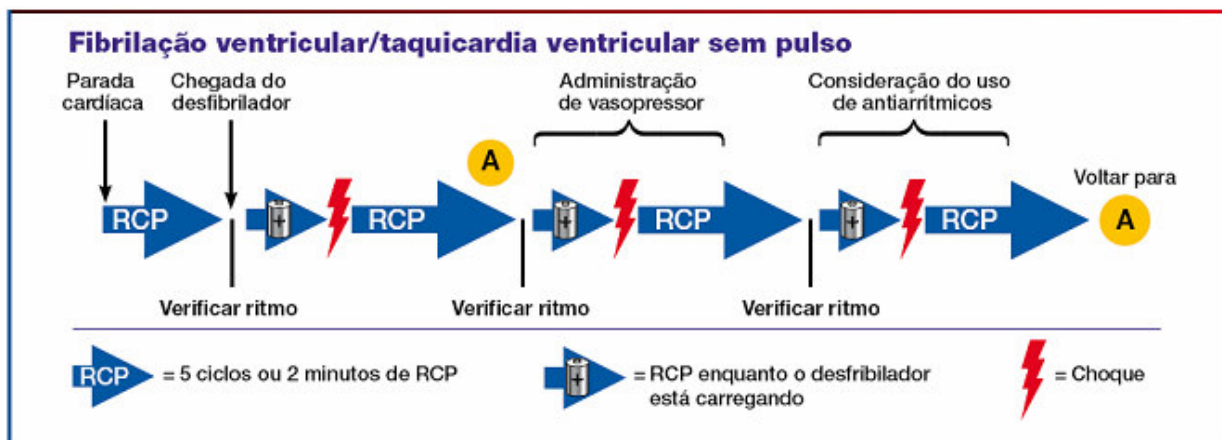 Fibrilação ventricular/taquicardia ventricular sem pulso
Parada
cardíaca
Chegada do
desfibrilador
Administração
de vasopressor
Consideração do uso
de antiarrítmicos
A
Voltar para
A
RCP
RCP
RCP
RCP
Verificar ritmo
Verificar ritmo
Verificar ritmo
RCP = 5 ciclos ou 2 minutos de RCP
= RCP enquanto o desfribilador
está carregando
= Choque